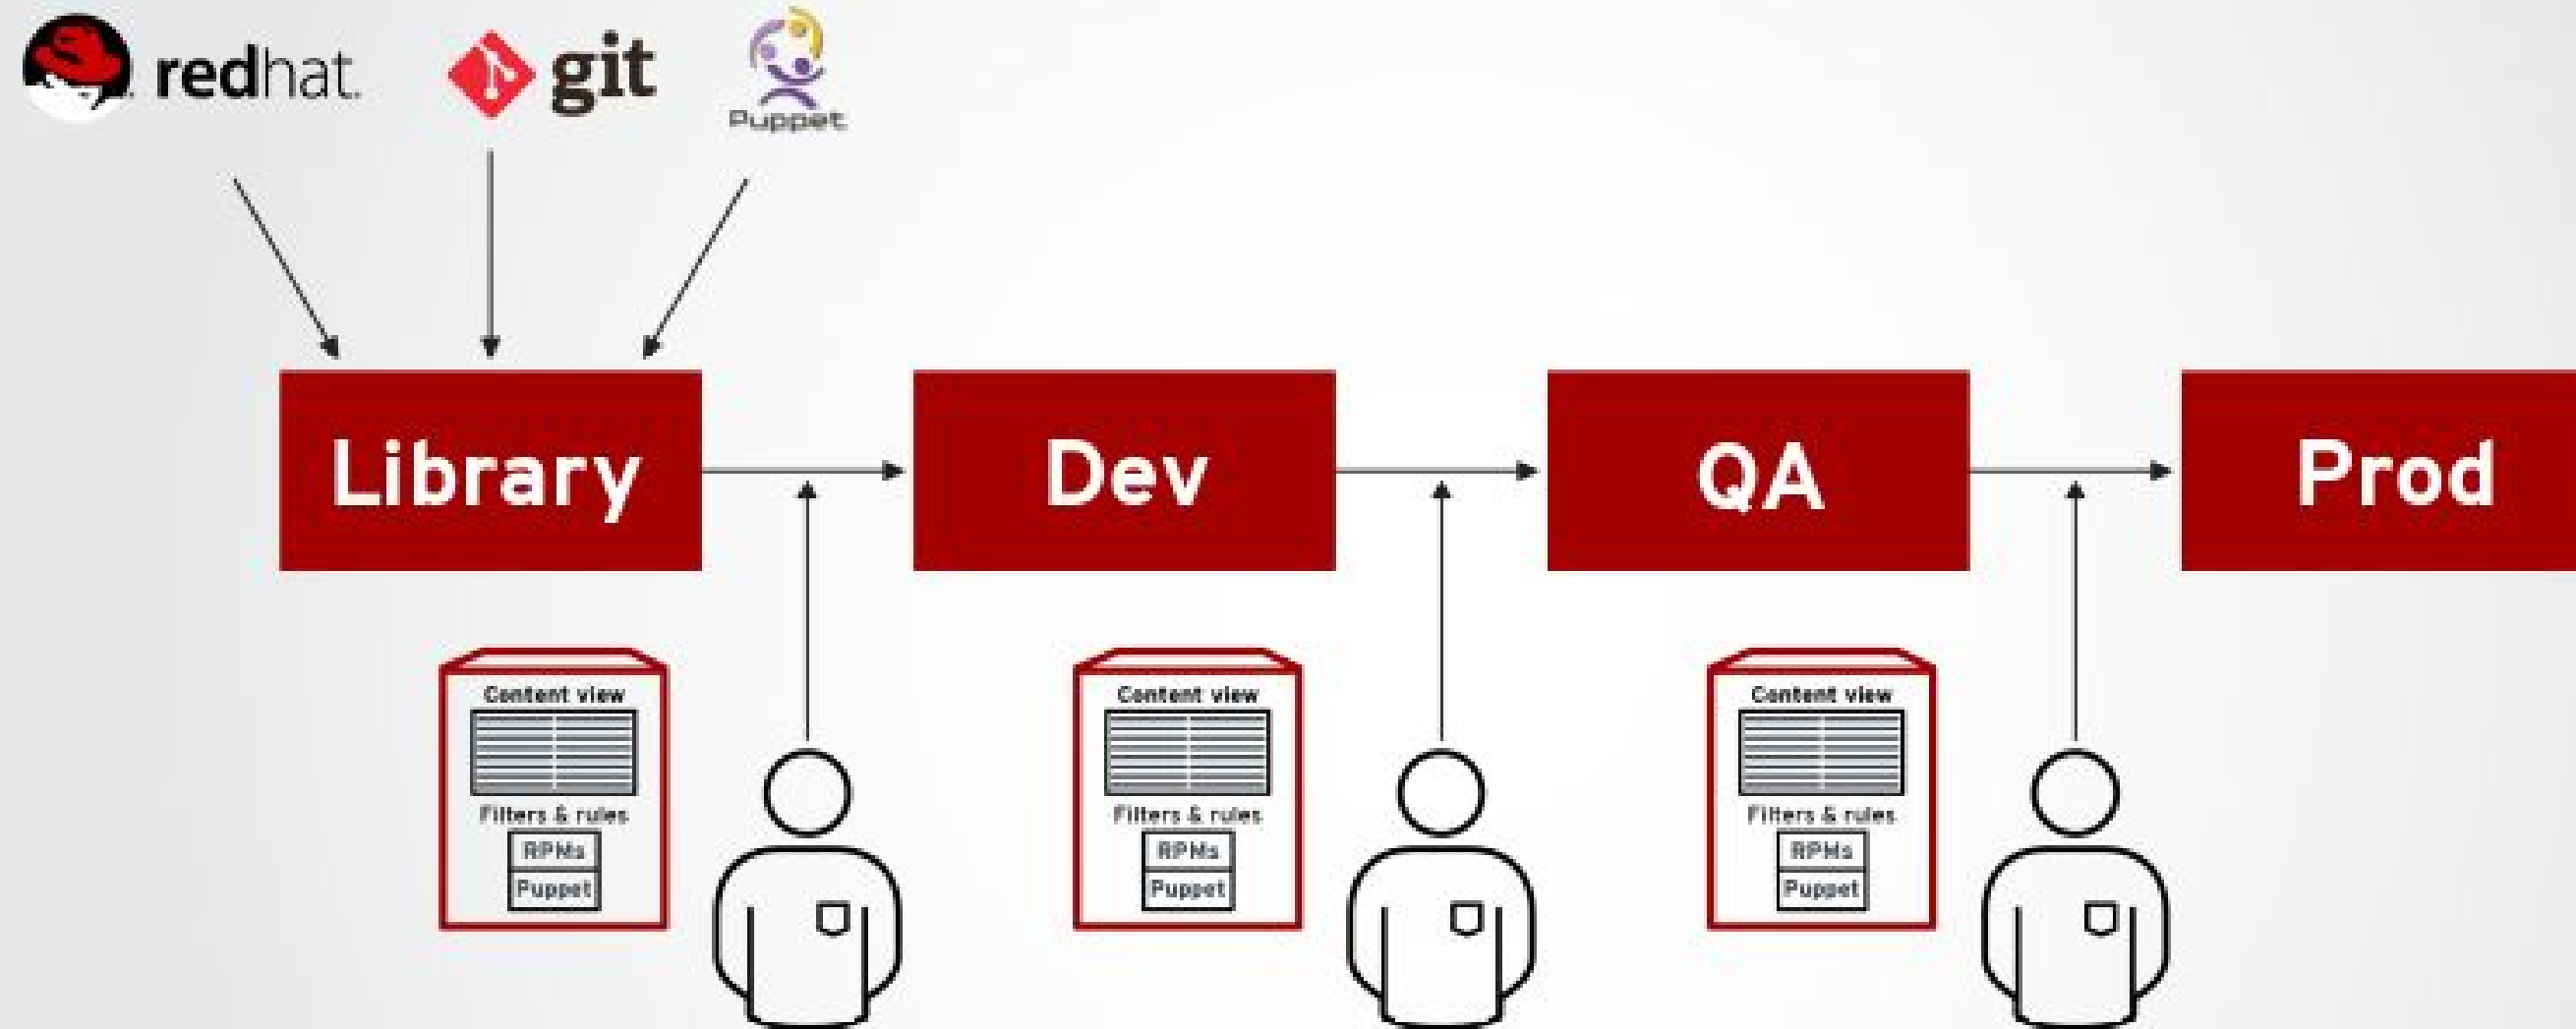 redhat.
git
Puppet
Library
Dev
QA
Prod
Content view
Filters & rules
RPMs
Puppet
Content view
Filters & rules
RPMs
Puppet
Content view
Filters & rules
RPMs
Puppet